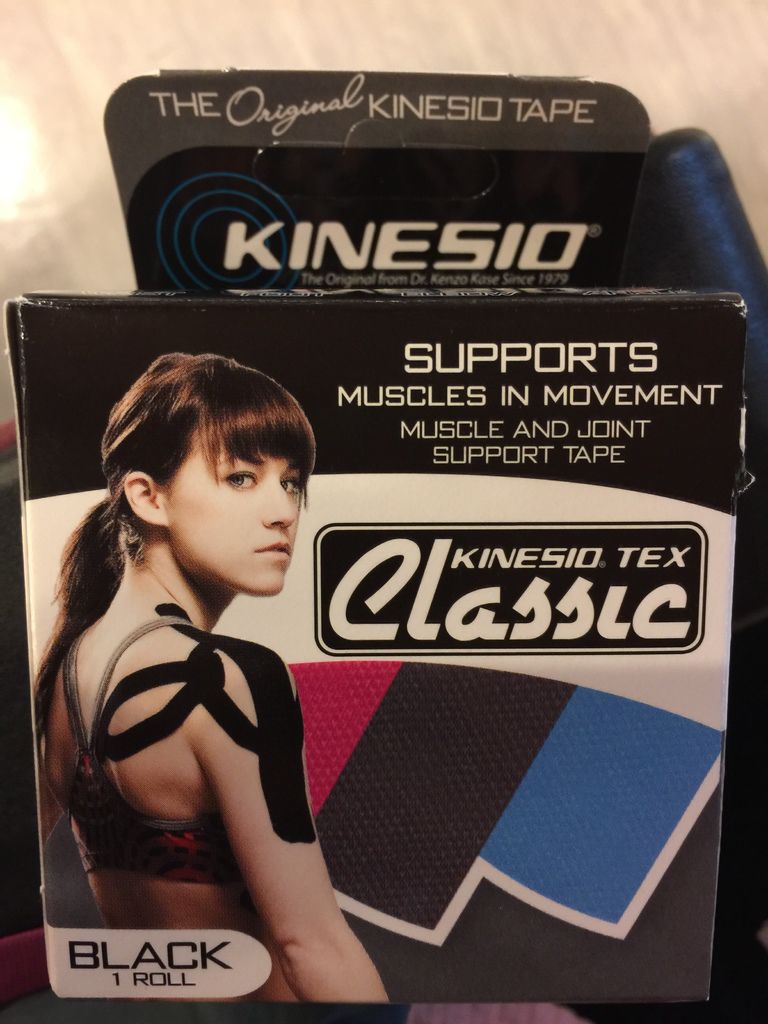 THE Original KINESIO TAPE
KINESIO®
The Original from Dr. Kenzo Kase Since 1979
SUPPORTS
MUSCLES IN MOVEMENT
MUSCLE AND JOINT
SUPPORT TAPE
KINESIO® TEX
Classic
BLACK
1 ROLL